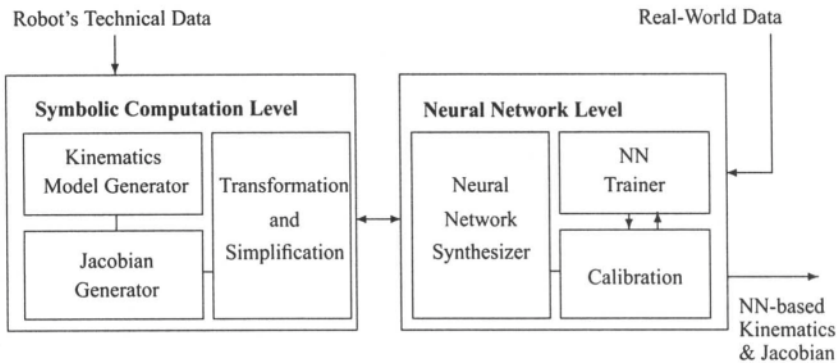 Robot's Technical Data
Real-World Data
Symbolic Computation Level
Kinematics
Model Generator
Jacobian
Generator
Transformation
and
Simplification
Neural Network Level
Neural
Network
Synthesizer
NN
Trainer
Calibration
NN-based
Kinematics
& Jacobian